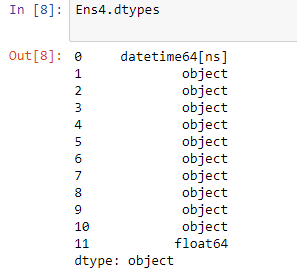 In [8]: Ens4.dtypes
Out[8]: 0 datetime64[ns]
1 object
2 object
3 object
4 object
5 object
6 object
7 object
8 object
9 object
10 object
11 float64
dtype: object